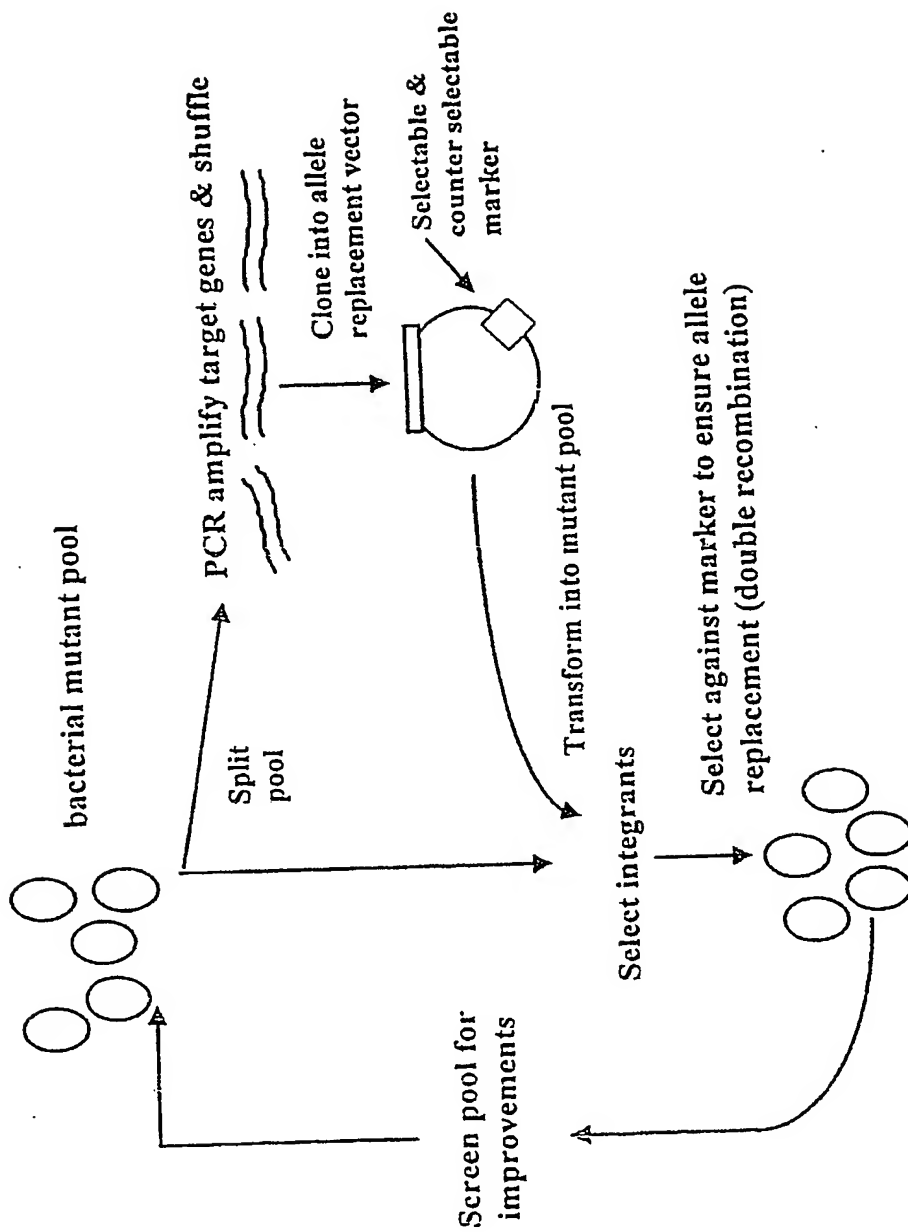 bacterial mutant pool
Split
pool
PCR amplify target genes & shuffle
Clone into allele
replacement vector
Selectable &
counter selectable
marker
Transform into mutant pool
Select integrants
Select against marker to ensure allele
replacement (double recombination)
Screen pool for
improvements